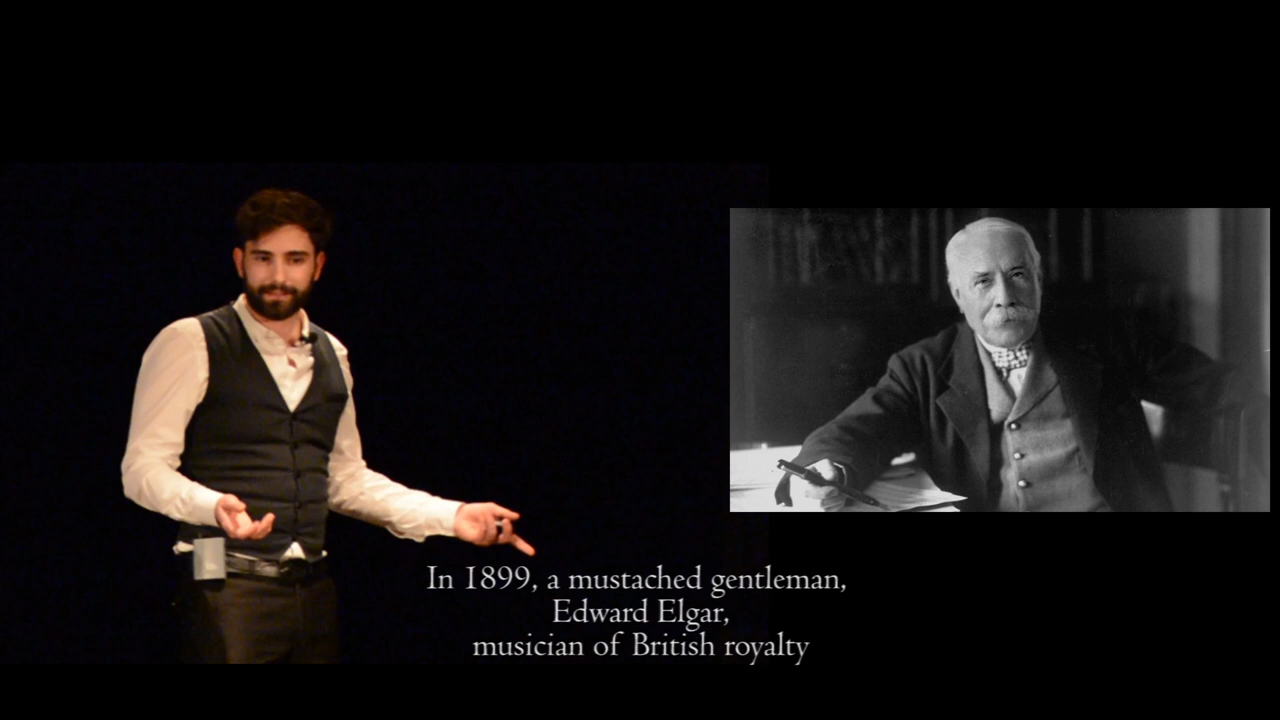 In 1899, a mustached gentleman,
Edward Elgar,
musician of British royalty